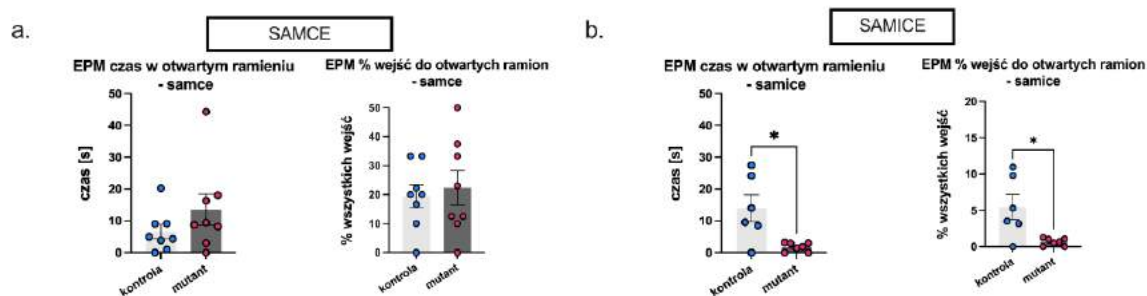 a.
SAMCE
EPM czas w otwartym ramieniu
- samce
czas [s]
50
40
30
20
10
0
kontrola
mutant
EPM % wejść do otwartych ramion
- samce
% wszystkich wejść
50
40
30
20
10
0
kontrola
mutant
b.
SAMICE
EPM czas w otwartym ramieniu
- samice
czas [s]
50
40
30
20
10
0
*
kontrola
mutant
EPM % wejść do otwartych ramion
- samice
% wszystkich wejść
20
15
10
5
0
*
kontrola
mutant